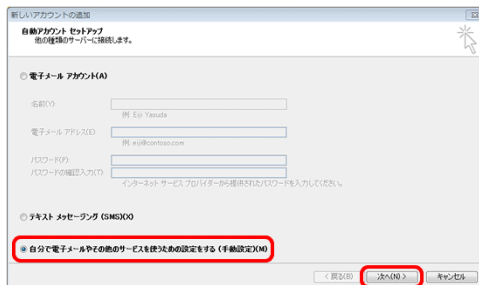 新しいアカウントの追加
自動アカウント セットアップ
他の種類のサーバーに接続します。
電子メール アカウント(A)
名前(Y)
例: Eiji Yasuda
電子メール アドレス(E)
例: eiji@contoso.com
パスワード(P)
パスワードの確認入力(T)
インターネット サービス プロバイダーから提供されたパスワードを入力してください。
テキスト メッセージング (SMS)(X)
自分で電子メールやその他のサービスを使うための設定をする (手動設定)(M)
< 戻る(B) 次へ(N) > キャンセル